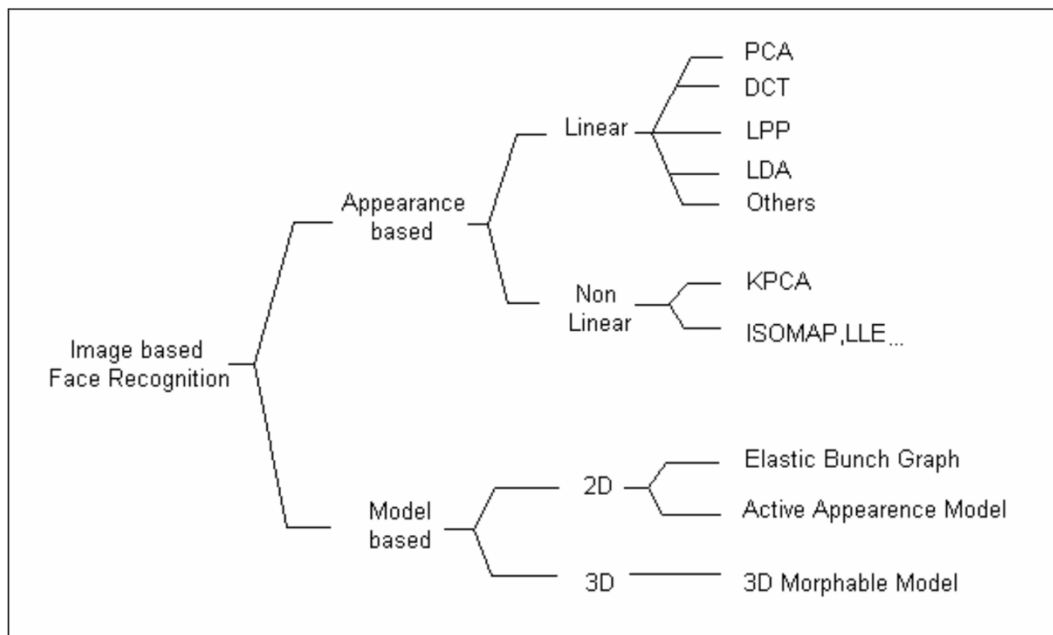 PCA
DCT
Linear
LPP
LDA
Others
Appearance
based
KPCA
Non
Linear
ISOMAP,LLE...
Image based
Face Recognition
Elastic Bunch Graph
2D
Active Appearence Model
Model
based
3D
3D Morphable Model